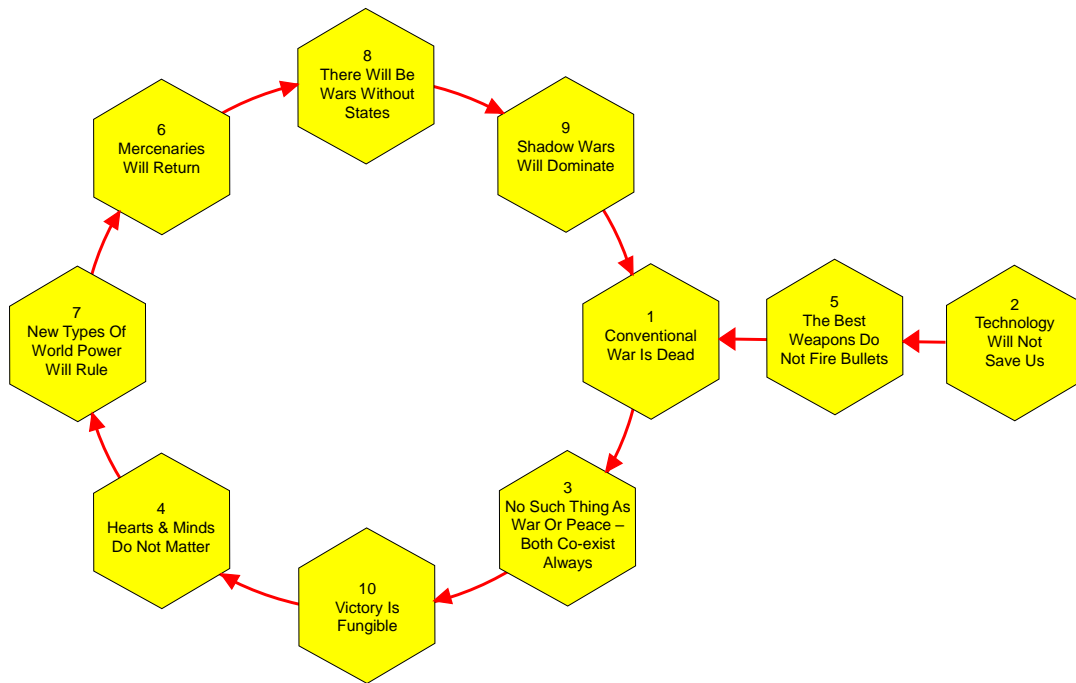 8
There Will Be
Wars Without
States
6
Mercenaries
Will Return
9
Shadow Wars
Will Dominate
7
New Types Of
World Power
Will Rule
1
Conventional
War Is Dead
5
The Best
Weapons Do
Not Fire Bullets
2
Technology
Will Not
Save Us
4
Hearts & Minds
Do Not Matter
3
No Such Thing As
War Or Peace –
Both Co-exist
Always
10
Victory Is
Fungible